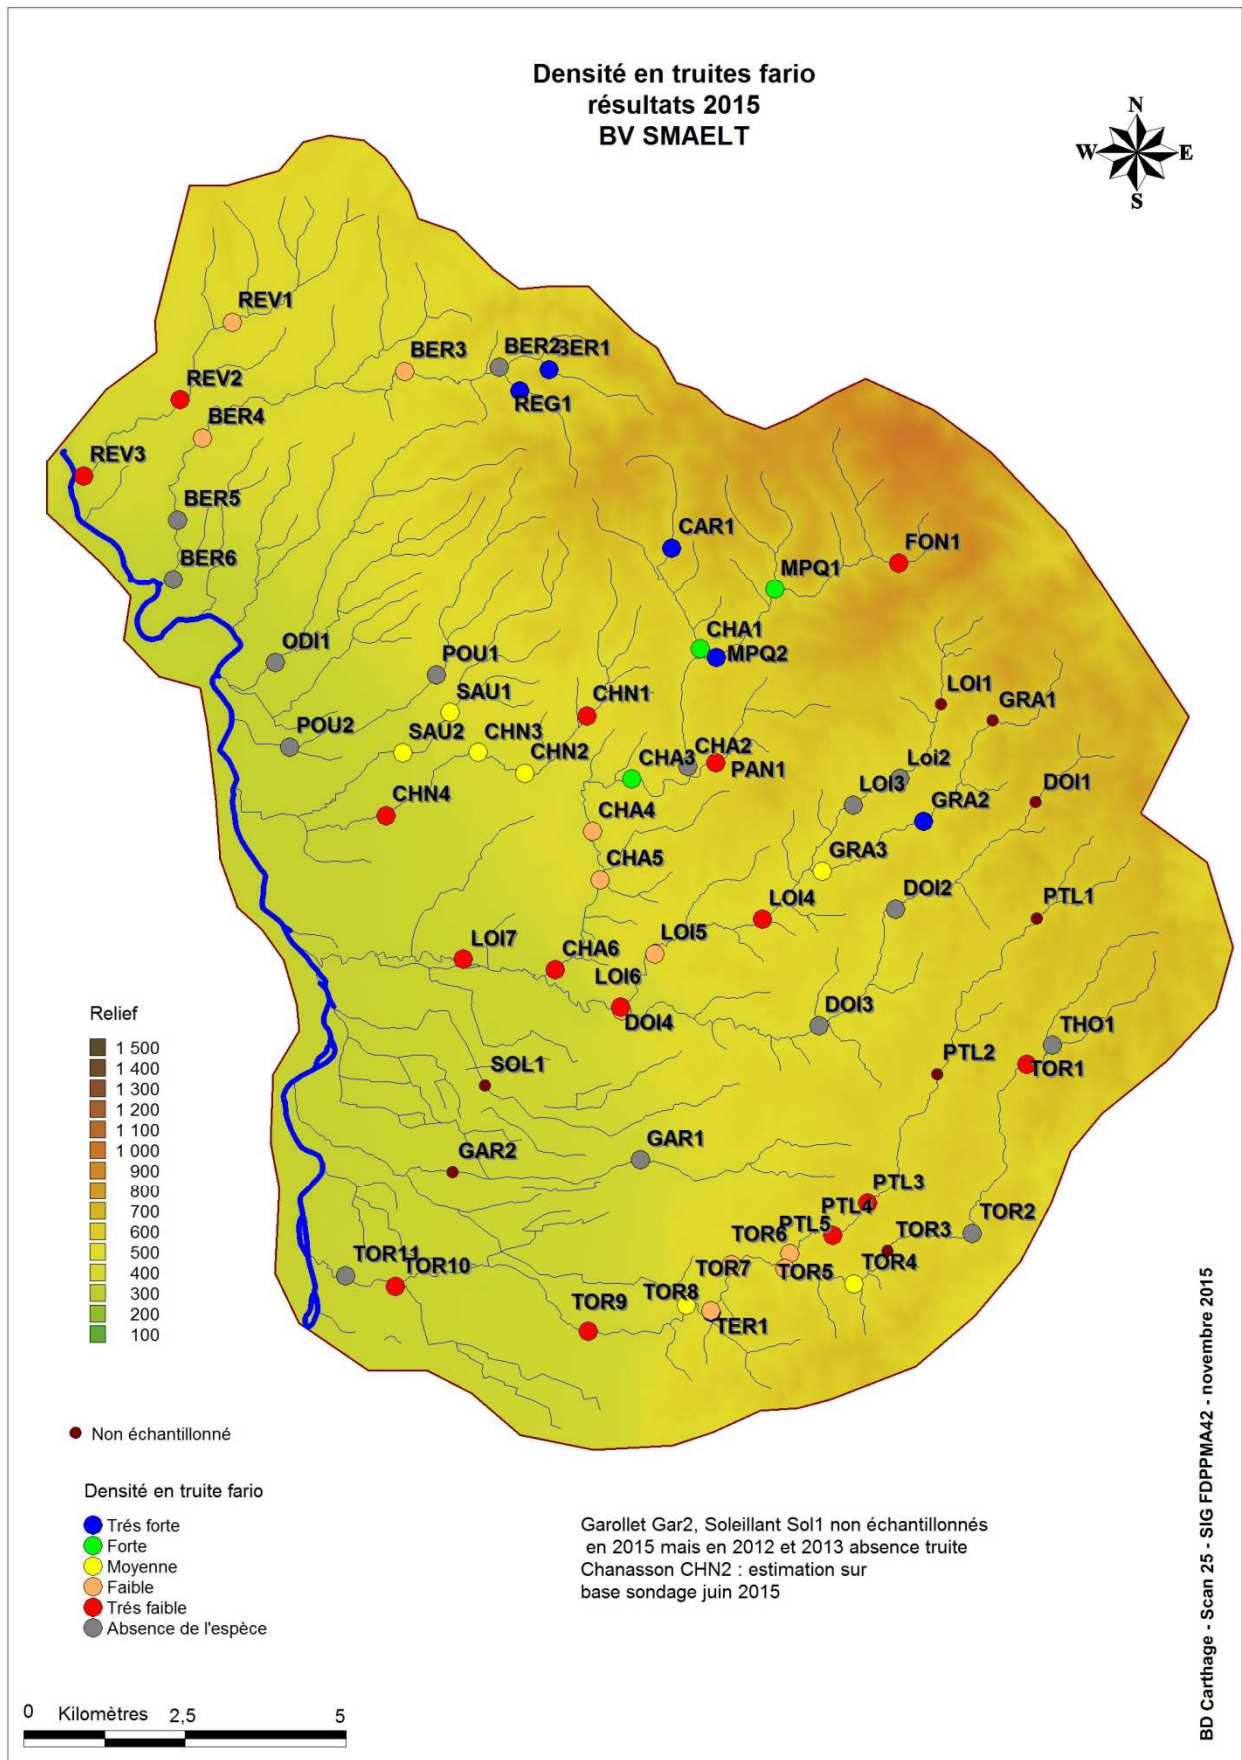 Densité en truites fario
résultats 2015
BV SMAELT
N
W E
S
REV1
BER3
BER2
BER1
REV2
REG1
BER4
REV3
BER5
CAR1
FON1
BER6
MPQ1
CHA1
ODI1
MPQ2
POU1
LOI1
SAU1
CHN1
GRA1
POU2
SAU2
CHN3
CHN2
CHA3
CHA2
PAN1
Loi2
DOI1
CHN4
LOI3
GRA2
CHA4
GRA3
CHA5
DOI2
PTL1
LOI4
LOI5
LOI7
CHA6
LOI6
DOI3
DOI4
THO1
PTL2
TOR1
SOL1
GAR1
GAR2
PTL3
PTL4
PTL5
TOR2
TOR6
TOR3
TOR11
TOR10
TOR7
TOR5
TOR4
TOR8
TOR9
TER1
Relief
1 500
1 400
1 300
1 200
1 100
1 000
900
800
700
600
500
400
300
200
100
Non échantillonné
Densité en truite fario
Trés forte
Forte
Moyenne
Faible
Trés faible
Absence de l'espèce
Garollet Gar2, Soleillant Sol1 non échantillonnés
en 2015 mais en 2012 et 2013 absence truite
Chanasson CHN2 : estimation sur
base sondage juin 2015
0 Kilomètres 2,5 5
BD Carthage - Scan 25 - SIG FDPPMA42 - novembre 2015